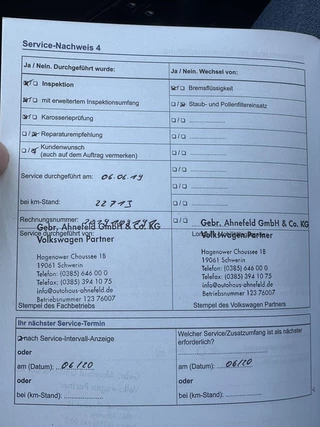 Service-Nachweis 4
Ja / Nein. Durchgeführt wurde:
Inspektion
mit erweitertem Inspektionsumfang
Karosserieprüfung
Reparaturempfehlung
Kundenwunsch
(auch auf dem Auftrag vermerken)
Service durchgeführt am: 06.06.19
bei km-Stand: 22713
Rechnungsnummer:
Service durchgeführt von:
Gebr. Ahnefeld GmbH & Co. KG
Volkswagen Partner
Hagenower Chaussee 1B
19061 Schwerin
Telefon: (0385) 646 00 0
Telefax: (0385) 394 10 75
info@autohaus-ahnefeld.de
Betriebsnummer 123 76007
Stempel des Fachbetriebs
Ja / Nein. Wechsel von:
Bremsflüssigkeit
Staub- und Pollenfiltereinsatz
Gebr. Ahnefeld GmbH & Co. KG
Volkswagen Partner
Hagenower Chaussee 1B
19061 Schwerin
Telefon: (0385) 646 00 0
Telefax: (0385) 394 10 75
info@autohaus-ahnefeld.de
Betriebsnummer 123 76007
Stempel des Volkswagen Partners
Ihr nächster Service-Termin
nach Service-Intervall-Anzeige
oder
am (Datum): 06/20
oder
bei (km-Stand):
Welcher Service/Zusatzumfang ist als nächster
erforderlich?
am (Datum): 06/20
oder
bei (km-Stand):